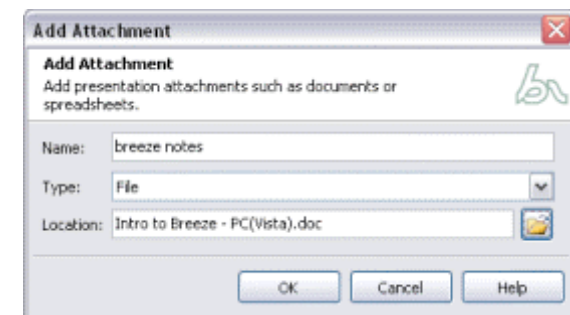 Add Attachment
Add Attachment
Add presentation attachments such as documents or
spreadsheets.
br
Name: breeze notes
Type: File
Location: Intro to Breeze - PC(Vista).doc
OK Cancel Help